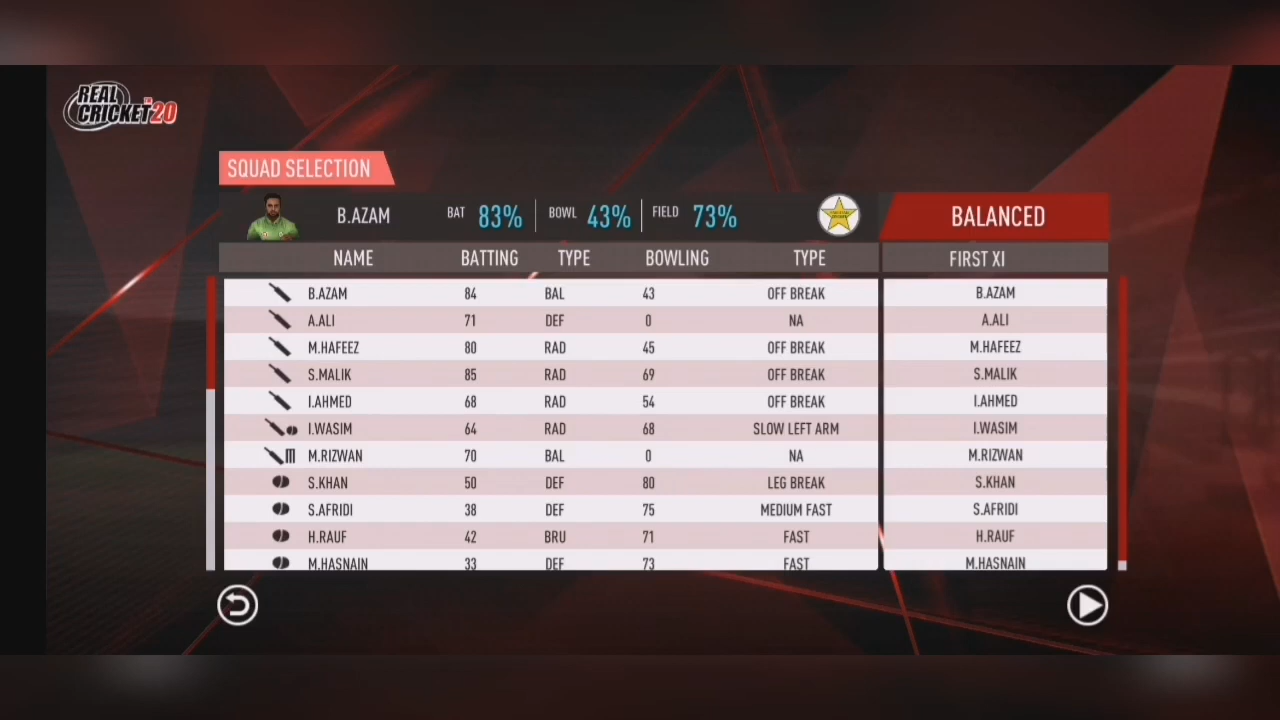 REAL
CRICKET™20
SQUAD SELECTION
B.AZAM BAT 83% BOWL 43% FIELD 73% BALANCED
NAME BATTING TYPE BOWLING TYPE FIRST XI
B.AZAM 84 BAL 43 OFF BREAK B.AZAM
A.ALI 71 DEF 0 NA A.ALI
M.HAFEEZ 80 RAD 45 OFF BREAK M.HAFEEZ
S.MALIK 85 RAD 69 OFF BREAK S.MALIK
I.AHMED 68 RAD 54 OFF BREAK I.AHMED
I.WASIM 64 RAD 68 SLOW LEFT ARM I.WASIM
M.RIZWAN 70 BAL 0 NA M.RIZWAN
S.KHAN 50 DEF 80 LEG BREAK S.KHAN
S.AFRIDI 38 DEF 75 MEDIUM FAST S.AFRIDI
H.RAUF 42 BRU 71 FAST H.RAUF
M.HASNAIN 33 DEF 73 FAST M.HASNAIN